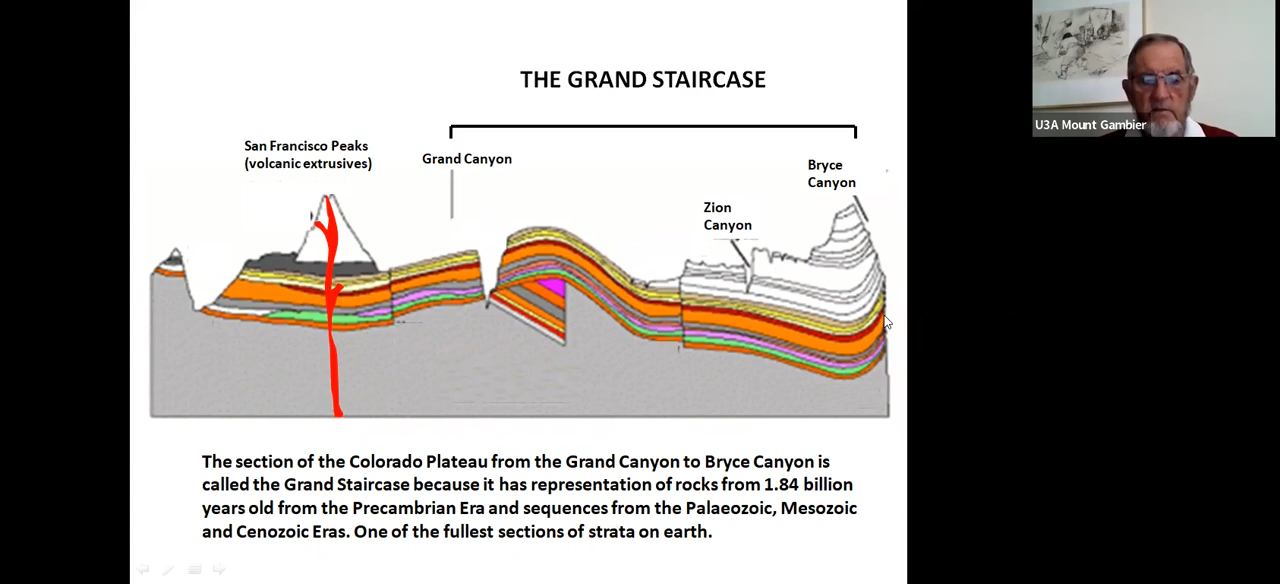 THE GRAND STAIRCASE
San Francisco Peaks
(volcanic extrusives)
Grand Canyon
Bryce
Canyon
Zion
Canyon
The section of the Colorado Plateau from the Grand Canyon to Bryce Canyon is
called the Grand Staircase because it has representation of rocks from 1.84 billion
years old from the Precambrian Era and sequences from the Palaeozoic, Mesozoic
and Cenozoic Eras. One of the fullest sections of strata on earth.
U3A Mount Gambier